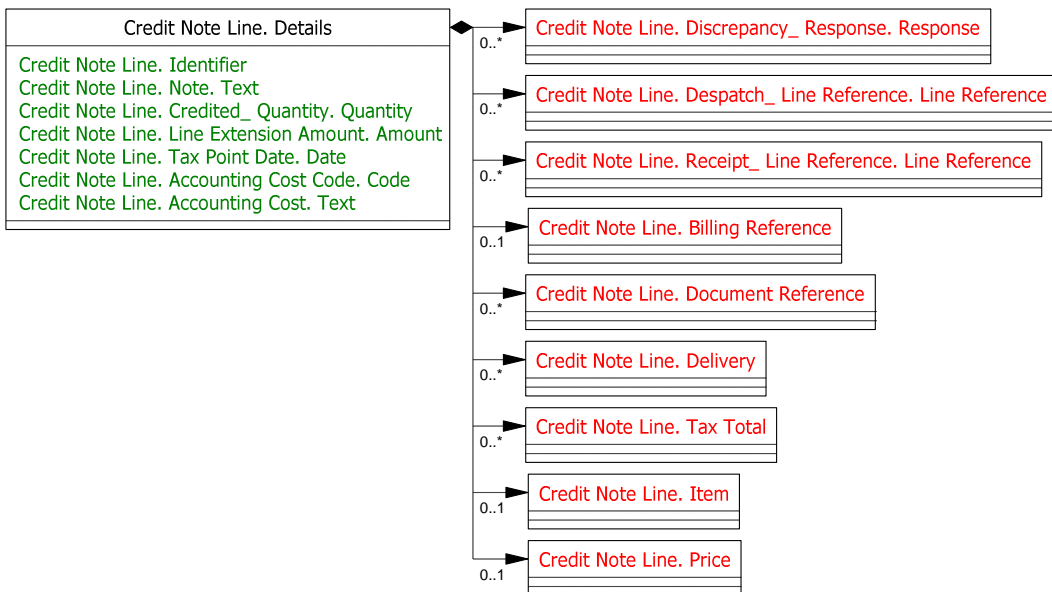 Credit Note Line. Details
Credit Note Line. Identifier
Credit Note Line. Note. Text
Credit Note Line. Credited_ Quantity. Quantity
Credit Note Line. Line Extension Amount. Amount
Credit Note Line. Tax Point Date. Date
Credit Note Line. Accounting Cost Code. Code
Credit Note Line. Accounting Cost. Text
0..*
Credit Note Line. Discrepancy_ Response. Response
0..*
Credit Note Line. Despatch_ Line Reference. Line Reference
0..*
Credit Note Line. Receipt_ Line Reference. Line Reference
0..1
Credit Note Line. Billing Reference
0..*
Credit Note Line. Document Reference
0..*
Credit Note Line. Delivery
0..*
Credit Note Line. Tax Total
0..1
Credit Note Line. Item
0..1
Credit Note Line. Price